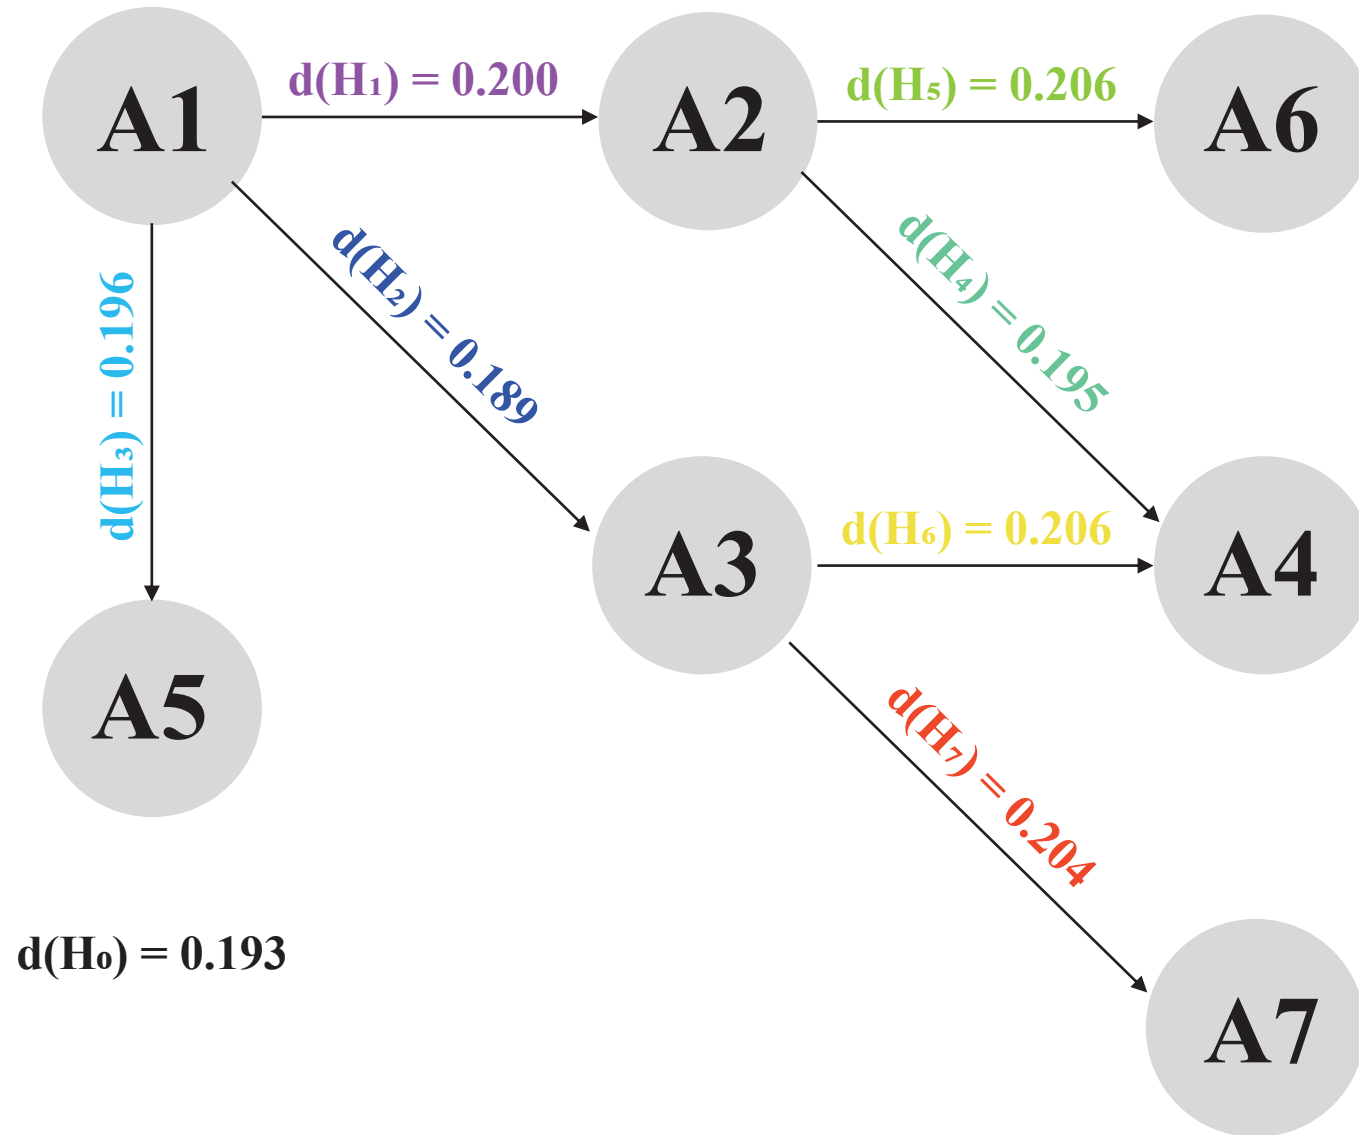 A1
d(H₁) = 0.200
A2
d(H₅) = 0.206
A6
d(H₃) = 0.196
d(H₂) = 0.189
d(H₄) = 0.195
A3
d(H₆) = 0.206
A4
A5
d(H₇) = 0.204
d(H₀) = 0.193
A7